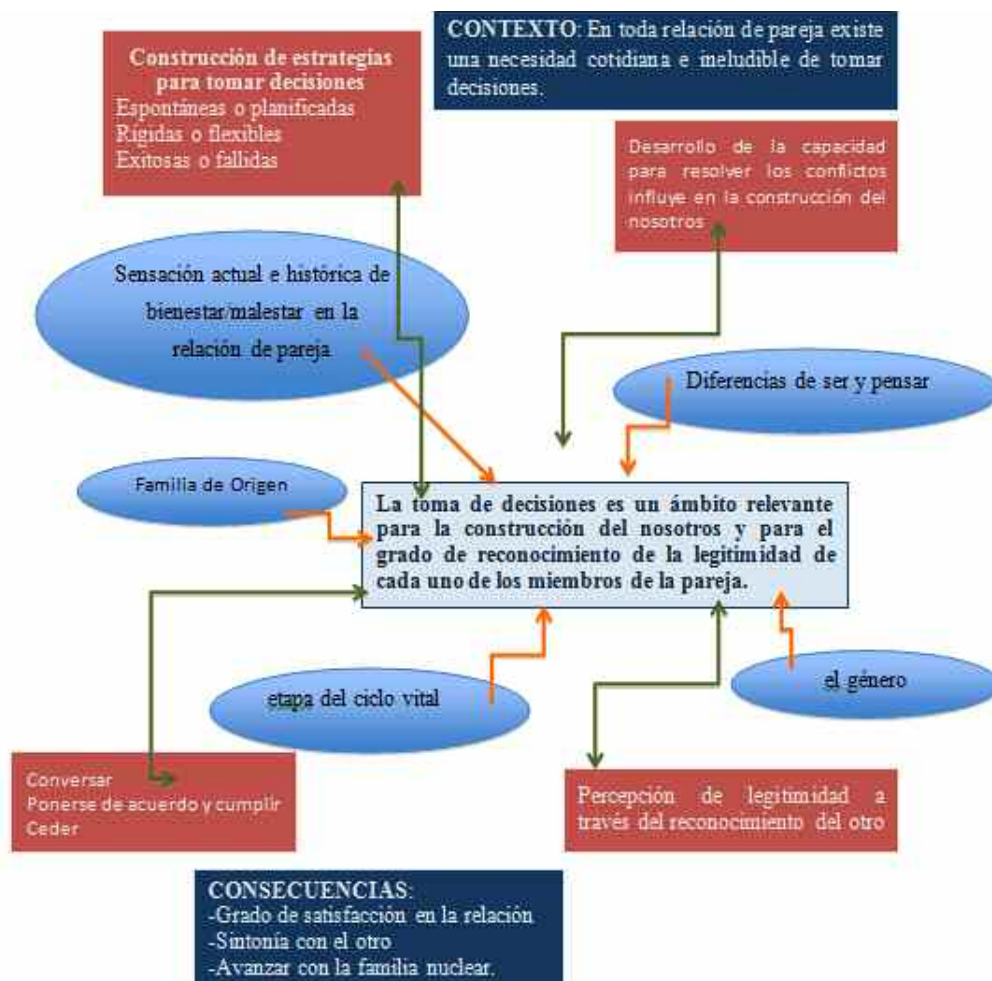 CONTEXTO: En toda relación de pareja existe
una necesidad cotidiana e ineludible de tomar
decisiones.
Construcción de estrategias
para tomar decisiones
Espontáneas o planificadas
Rígidas o flexibles
Exitosas o fallidas
Desarrollo de la capacidad
para resolver los conflictos
influye en la construcción del
nosotros
Sensación actual e histórica de
bienestar/malestar en la
relación de pareja
Diferencias de ser y pensar
Familia de Origen
La toma de decisiones es un ámbito relevante
para la construcción del nosotros y para el
grado de reconocimiento de la legitimidad de
cada uno de los miembros de la pareja.
etapa del ciclo vital
el género
Conversar
Ponerse de acuerdo y cumplir
Ceder
Percepción de legitimidad a
través del reconocimiento del otro
CONSECUENCIAS:
-Grado de satisfacción en la relación
-Sintonía con el otro
-Avanzar con la familia nuclear.